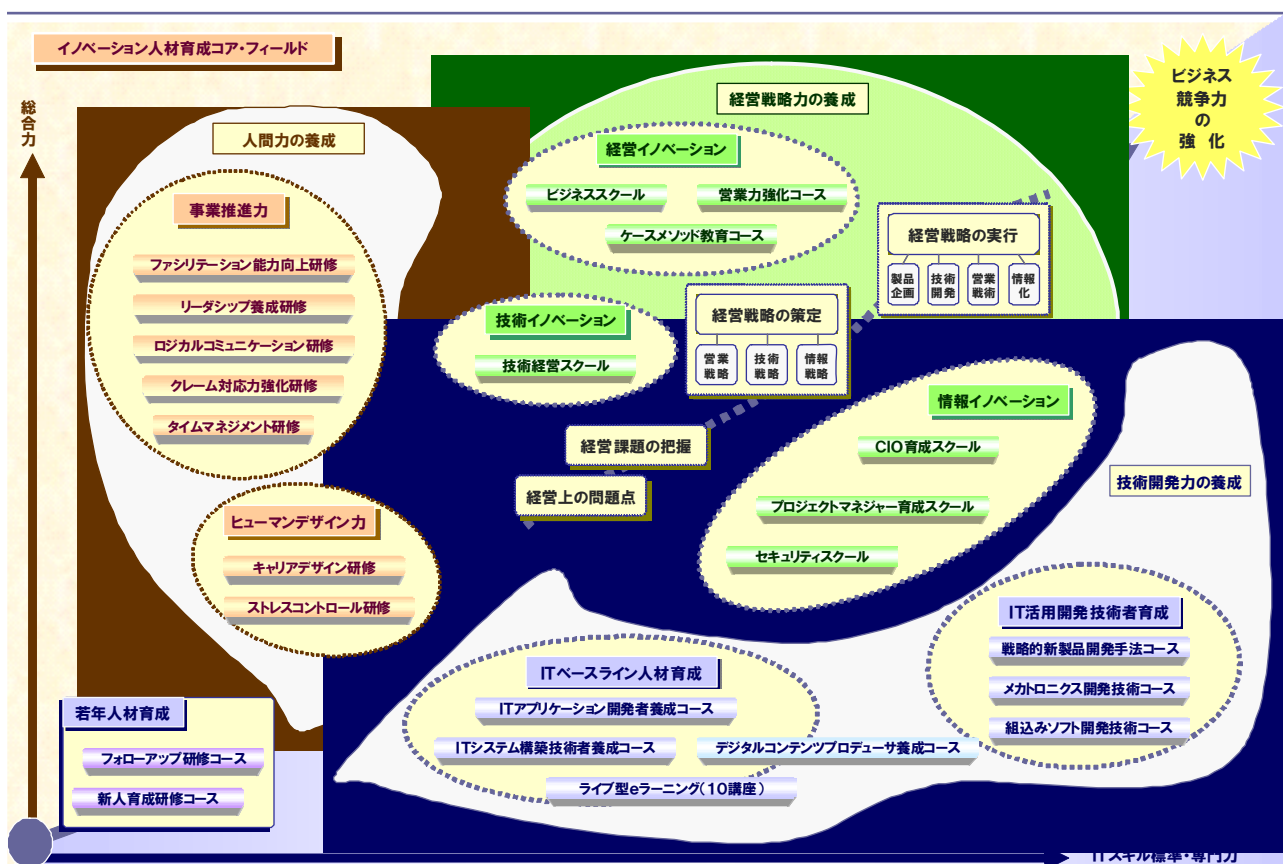 イノベーション人材育成コア・フィールド
ビジネス
競争力
の
強 化
総合力
人間力の養成
事業推進力
ファシリテーション能力向上研修
リーダシップ養成研修
ロジカルコミュニケーション研修
クレーム対応力強化研修
タイムマネジメント研修
ヒューマンデザイン力
キャリアデザイン研修
ストレスコントロール研修
経営戦略力の養成
経営イノベーション
ビジネススクール
営業力強化コース
ケースメソッド教育コース
技術イノベーション
技術経営スクール
経営戦略の実行
製品
企画
技術
開発
営業
戦術
情報
化
経営戦略の策定
営業
戦略
技術
戦略
情報
戦略
経営課題の把握
経営上の問題点
情報イノベーション
CIO育成スクール
プロジェクトマネジャー育成スクール
セキュリティスクール
技術開発力の養成
IT活用開発技術者育成
戦略的新製品開発手法コース
メカトロニクス開発技術コース
組込みソフト開発技術コース
ITベースライン人材育成
ITアプリケーション開発者養成コース
ITシステム構築技術者養成コース
デジタルコンテンツプロデューサ養成コース
ライブ型eラーニング(10講座)
若年人材育成
フォローアップ研修コース
新人育成研修コース
ITスキル標準・専門力